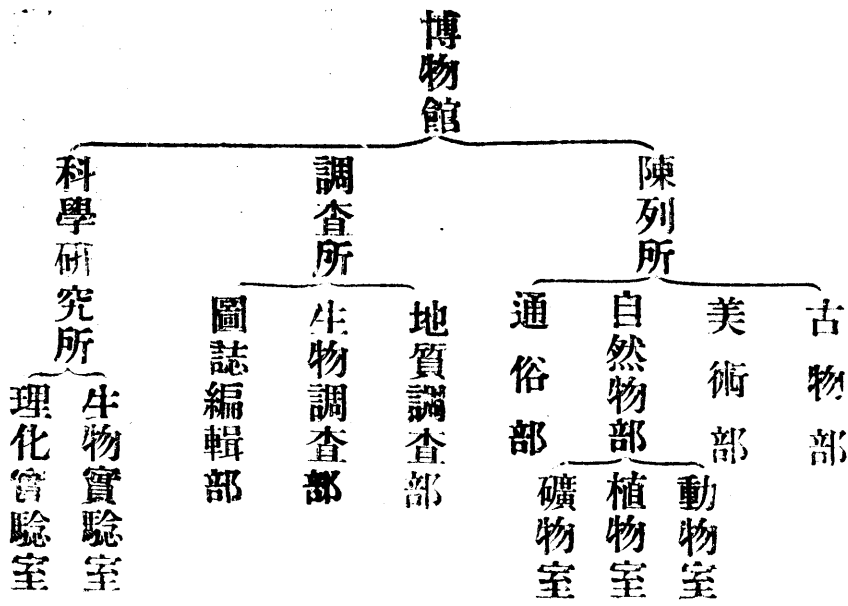 博物館
陳列所
古物部
美術部
自然物部
動物室
植物室
礦物室
通俗部
調査所
地質調査部
生物調査部
圖誌編輯部
科學研究所
生物實驗室
理化實驗室